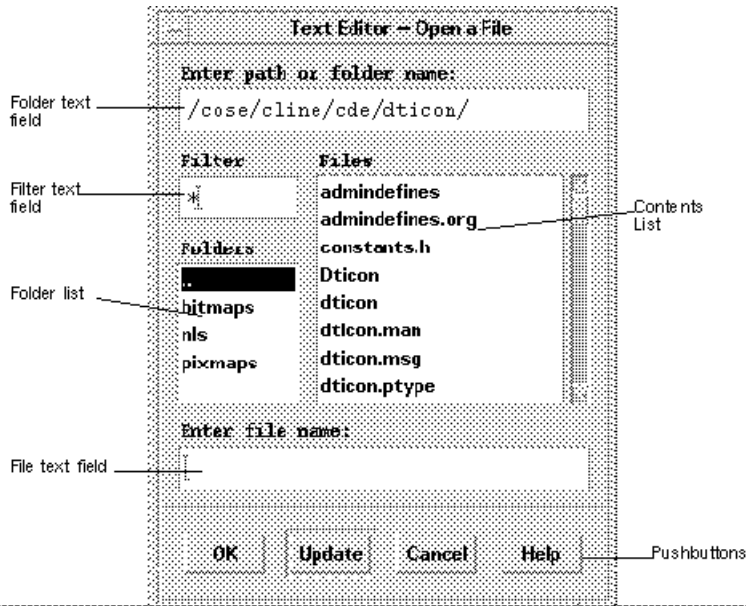 Text Editor – Open a File
Enter path or folder name:
Folder text
field
/cose/cline/cde/dticon/
Filter
Files
Filter text
field
*
admindefines
admindefines.org
constants.h
Dticon
dticon
dticon.man
dticon.msg
dticon.ptype
Contents
List
Folders
Folder list
..
bitmaps
nls
pixmaps
Enter file name:
File text field
OK
Update
Cancel
Help
Pushbuttons